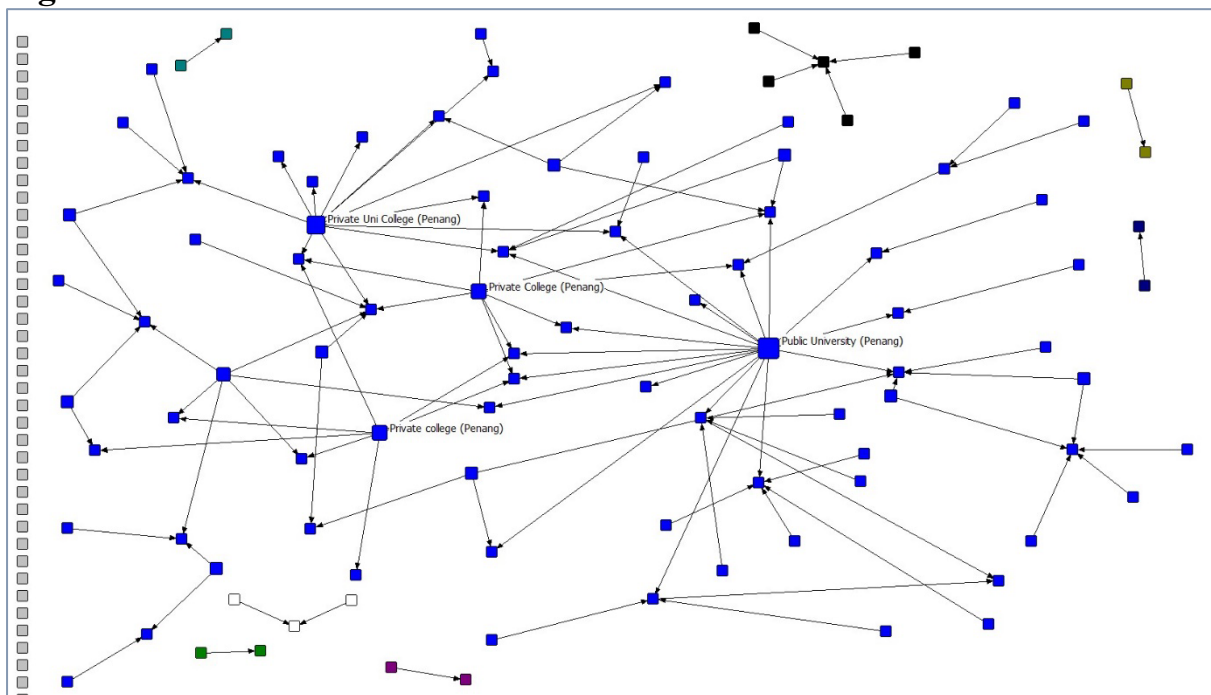 Private Uni College (Penang)
Private College (Penang)
Public University (Penang)
Private college (Penang)